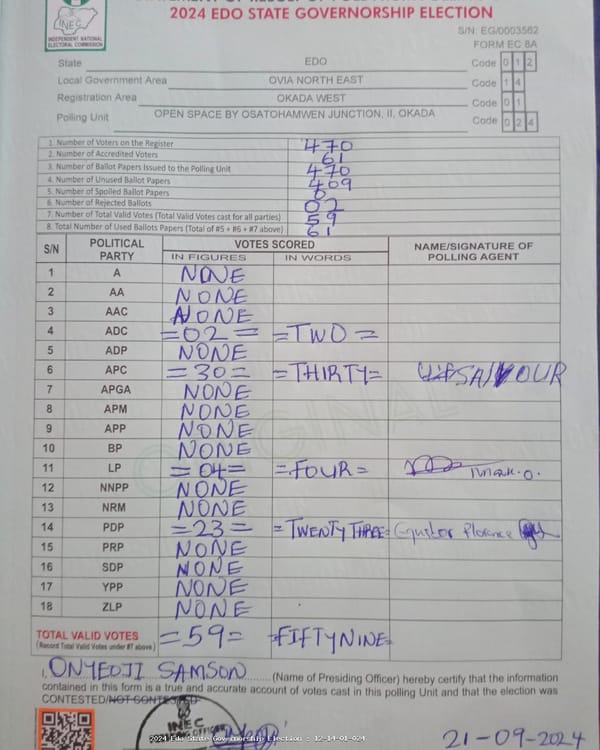 2024 EDO STATE GOVERNORSHIP ELECTION
INEC
INDEPENDENT NATIONAL ELECTORAL COMMISSION
S/N: EG/0003562
FORM EC 8A
State EDO Code 0 1 2
Local Government Area OVIA NORTH EAST Code 1 4
Registration Area OKADA WEST Code 0 1
Polling Unit OPEN SPACE BY OSATOHAMWEN JUNCTION, II, OKADA Code 0 2 4
1. Number of Voters on the Register 470
2. Number of Accredited Voters 61
3. Number of Ballot Papers Issued to the Polling Unit 470
4. Number of Unused Ballot Papers 409
5. Number of Spoiled Ballot Papers 0
6. Number of Rejected Ballots 02
7. Number of Total Valid Votes (Total Valid Votes cast for all parties) 59
8. Total Number of Used Ballots Papers (Total of #5 + #6 + #7 above) 61
S/N POLITICAL PARTY VOTES SCORED NAME/SIGNATURE OF POLLING AGENT
IN FIGURES IN WORDS
1 A NONE
2 AA NONE
3 AAC NONE
4 ADC =02= =TWO=
5 ADP NONE
6 APC =30= =THIRTY= SAVIOUR
7 APGA NONE
8 APM NONE
9 APP NONE
10 BP NONE
11 LP =04= =FOUR=
12 NNPP NONE
13 NRM NONE
14 PDP =23= =TWENTY THREE=
15 PRP NONE
16 SDP NONE
17 YPP NONE
18 ZLP NONE
ORIGINAL
TOTAL VALID VOTES =59= =FIFTYNINE=
(Record Total Valid Votes under #7 above)
I, ONYEDJI SAMSON (Name of Presiding Officer) hereby certify that the information
contained in this form is a true and accurate account of votes cast in this polling Unit and that the election was
CONTESTED/NOT CONTESTED
INEC
2024 Edo State Governorship Election : 12-14-01-024
21-09-2024